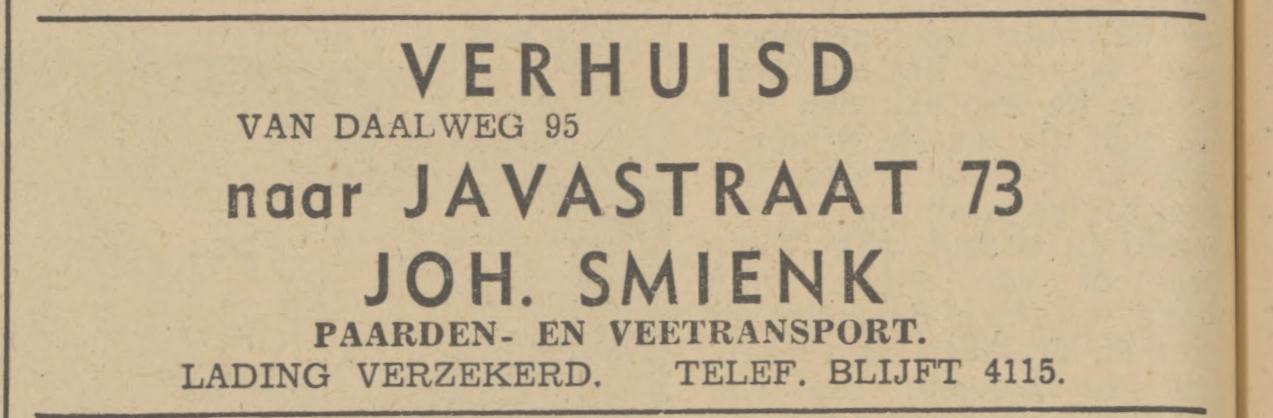 VERHUISD
VAN DAALWEG 95
naar JAVASTRAAT 73
JOH. SMIENK
PAARDEN- EN VEETRANSPORT.
LADING VERZEKERD. TELEF. BLIJFT 4115.